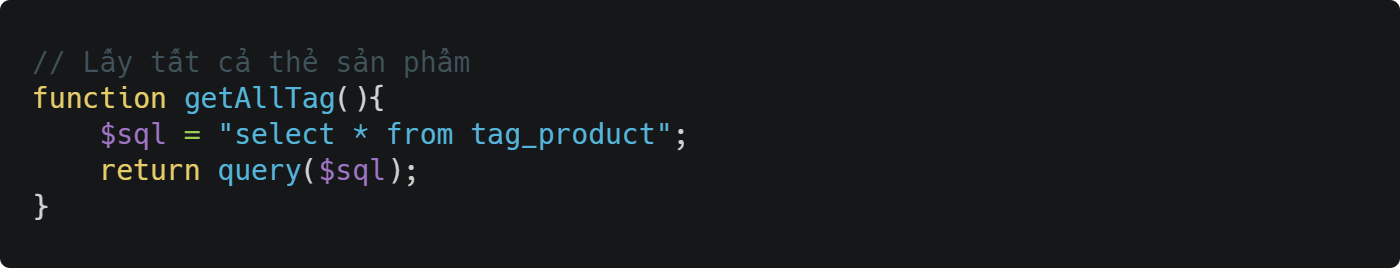 // Lấy tất cả thẻ sản phẩm
function getAllTag(){
    $sql = "select * from tag_product";
    return query($sql);
}